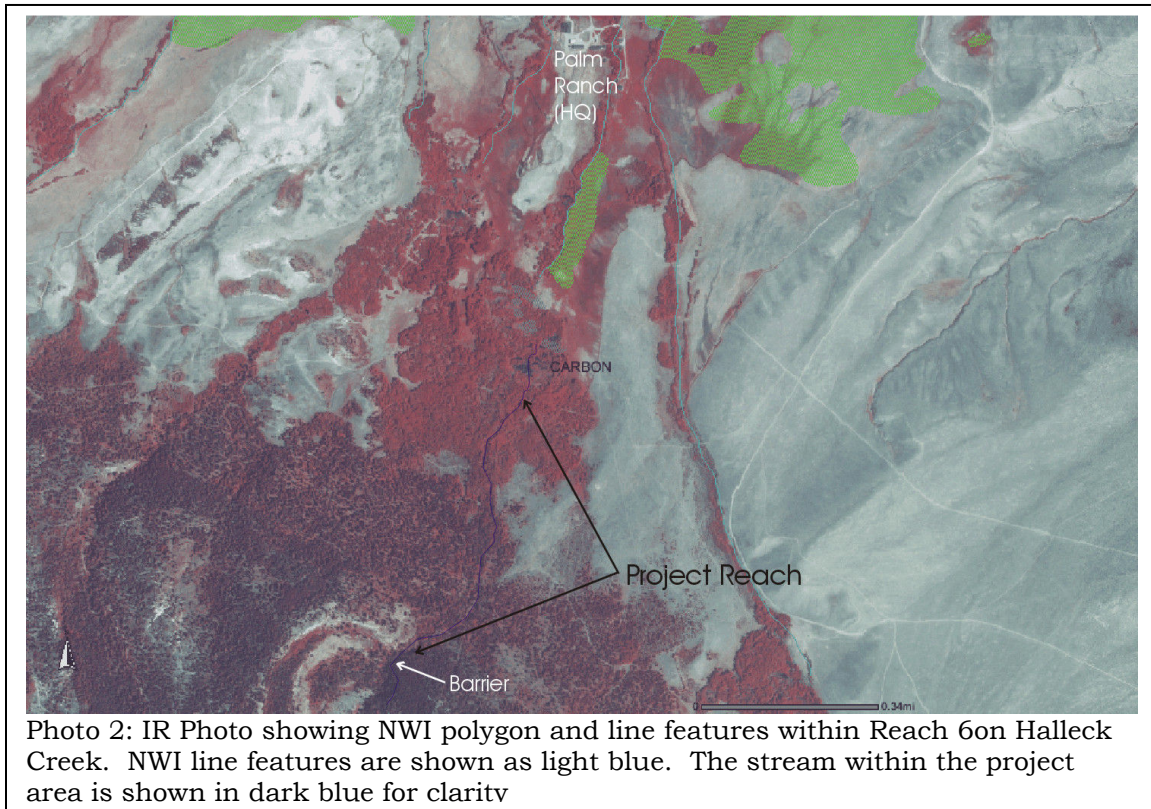 Palm
Ranch
(HQ)
CARBON
Project Reach
Barrier
0 0.34mi
Photo 2: IR Photo showing NWI polygon and line features within Reach 6on Halleck
Creek. NWI line features are shown as light blue. The stream within the project
area is shown in dark blue for clarity